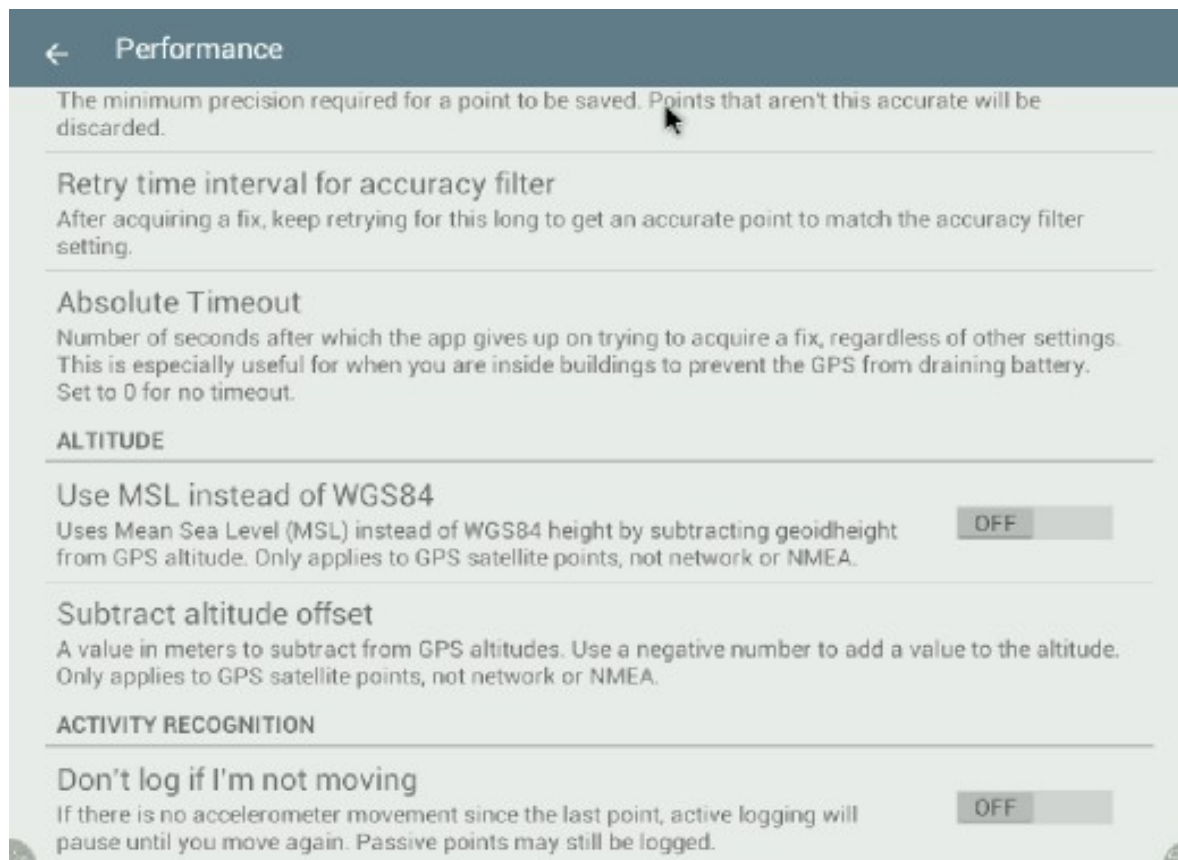 Performance
The minimum precision required for a point to be saved. Points that aren't this accurate will be
discarded.
Retry time interval for accuracy filter
After acquiring a fix, keep retrying for this long to get an accurate point to match the accuracy filter
setting.
Absolute Timeout
Number of seconds after which the app gives up on trying to acquire a fix, regardless of other settings.
This is especially useful for when you are inside buildings to prevent the GPS from draining battery.
Set to 0 for no timeout.
ALTITUDE
Use MSL instead of WGS84
Uses Mean Sea Level (MSL) instead of WGS84 height by subtracting geoidheight
from GPS altitude. Only applies to GPS satellite points, not network or NMEA.
OFF
Subtract altitude offset
A value in meters to subtract from GPS altitudes. Use a negative number to add a value to the altitude.
Only applies to GPS satellite points, not network or NMEA.
ACTIVITY RECOGNITION
Don't log if I'm not moving
If there is no accelerometer movement since the last point, active logging will
pause until you move again. Passive points may still be logged.
OFF